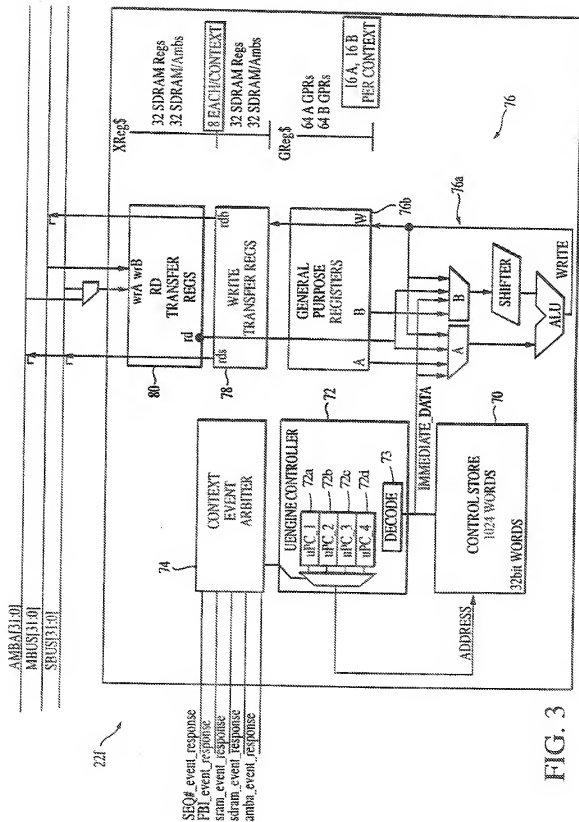 AMBA[31:0]
MBUS[31:0]
SBUS[31:0]
22f
SEQ#_event_response
FBI_event_response
sram_event_response
sdram_event_response
amba_event_response
74
CONTEXT
EVENT
ARBITER
72
UENGINE CONTROLLER
uPC_1
uPC_2
uPC_3
uPC_4
72a
72b
72c
72d
73
DECODE
ADDRESS
IMMEDIATE_DATA
70
CONTROL STORE
1024 WORDS
32bit WORDS
80
wrA wrB
RD
TRANSFER
REGS
rd
78
rds
rdb
WRITE
TRANSFER REGS
GENERAL
PURPOSE
REGISTERS
A
B
W
76b
76a
76
A
B
SHIFTER
ALU
WRITE
XReg$
32 SDRAM Regs
32 SDRAM/Ambs
8 EACH/CONTEXT
32 SDRAM Regs
32 SDRAM/Ambs
GReg$
64 A GPRs
64 B GPRs
16 A, 16 B
PER CONTEXT
FIG. 3